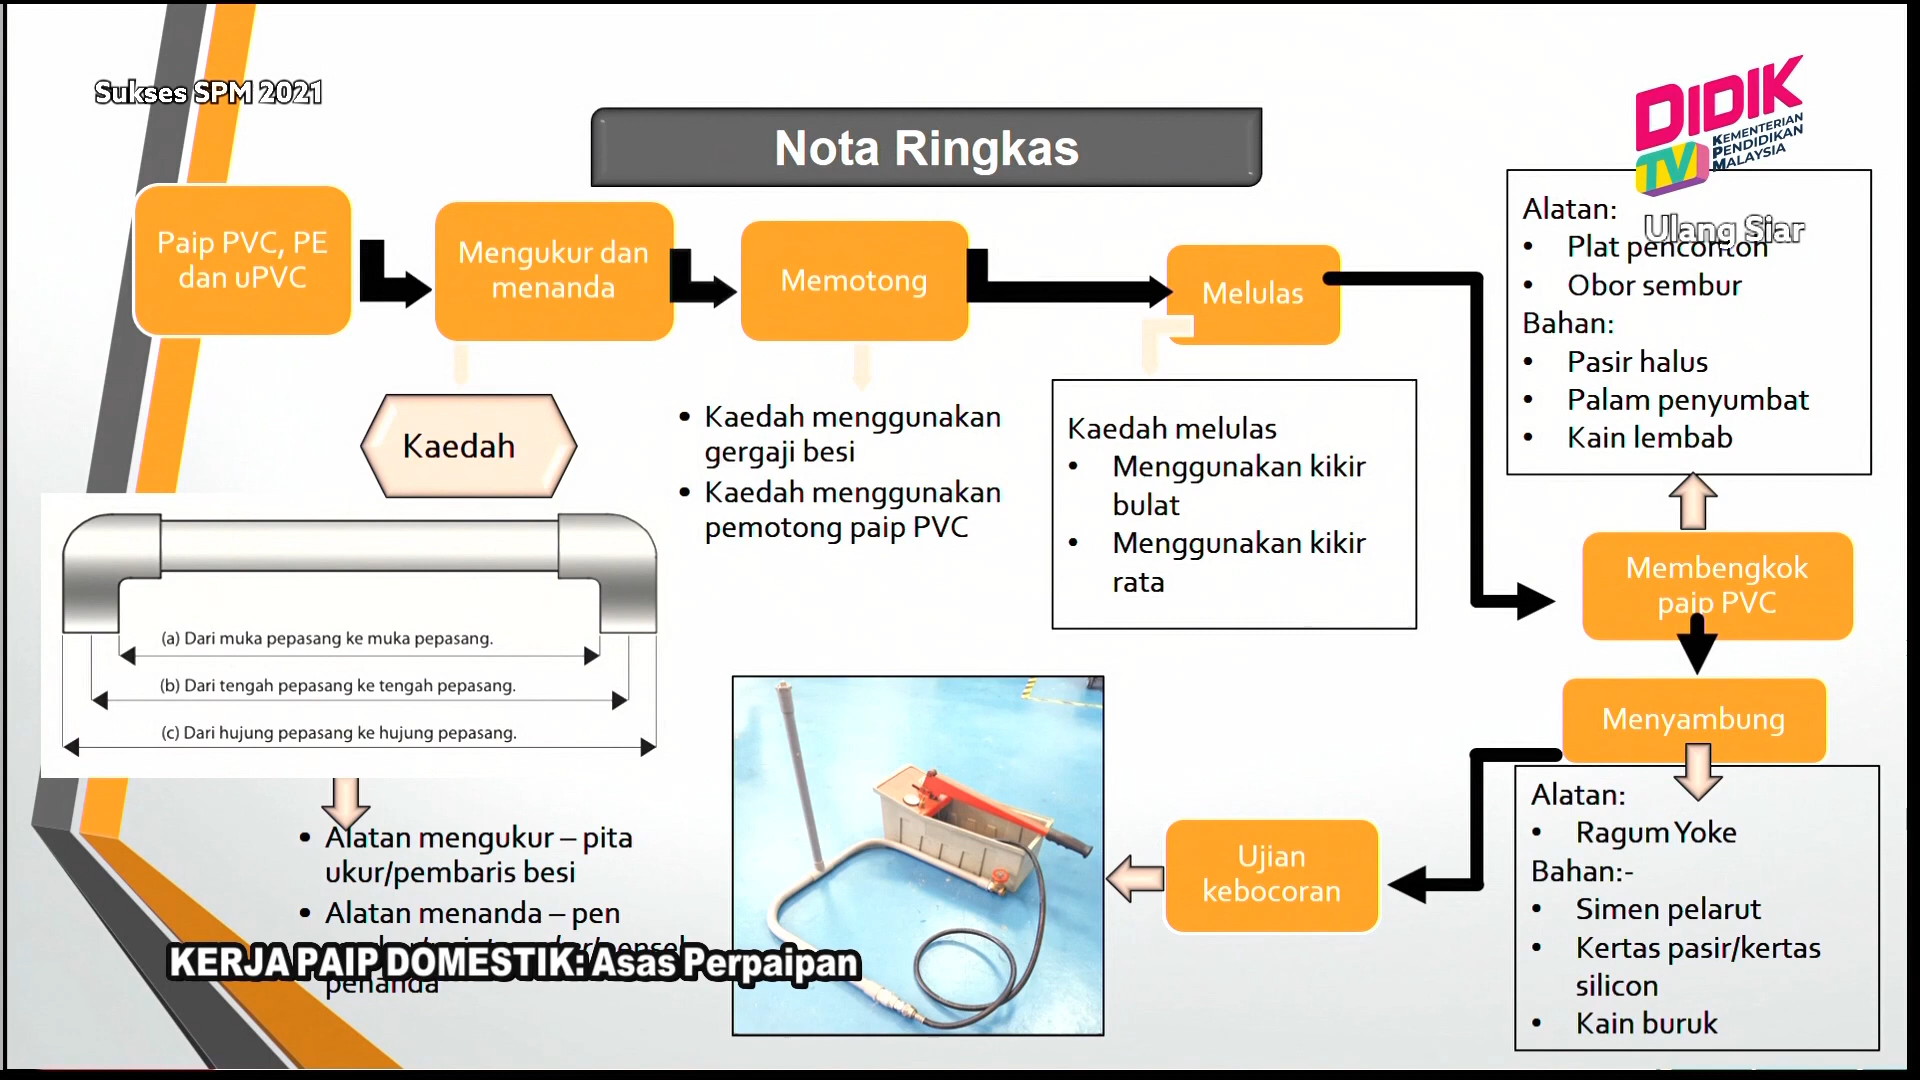 Sukses SPM 2021
DIDIK
TV
KEMENTERIAN
PENDIDIKAN
MALAYSIA
Ulang Siar
Nota Ringkas
Paip PVC, PE
dan uPVC
Mengukur dan
menanda
Memotong
Melulas
Kaedah
(a) Dari muka pepasang ke muka pepasang.
(b) Dari tengah pepasang ke tengah pepasang.
(c) Dari hujung pepasang ke hujung pepasang.
• Alatan mengukur – pita
ukur/pembaris besi
• Alatan menanda – pen
penanda
• Kaedah menggunakan
gergaji besi
• Kaedah menggunakan
pemotong paip PVC
Kaedah melulas
• Menggunakan kikir
bulat
• Menggunakan kikir
rata
Alatan:
• Plat penconton
• Obor sembur
Bahan:
• Pasir halus
• Palam penyumbat
• Kain lembab
Membengkok
paip PVC
Menyambung
Alatan:
• Ragum Yoke
Bahan:-
• Simen pelarut
• Kertas pasir/kertas
silicon
• Kain buruk
Ujian
kebocoran
KERJA PAIP DOMESTIK: Asas Perpaipan